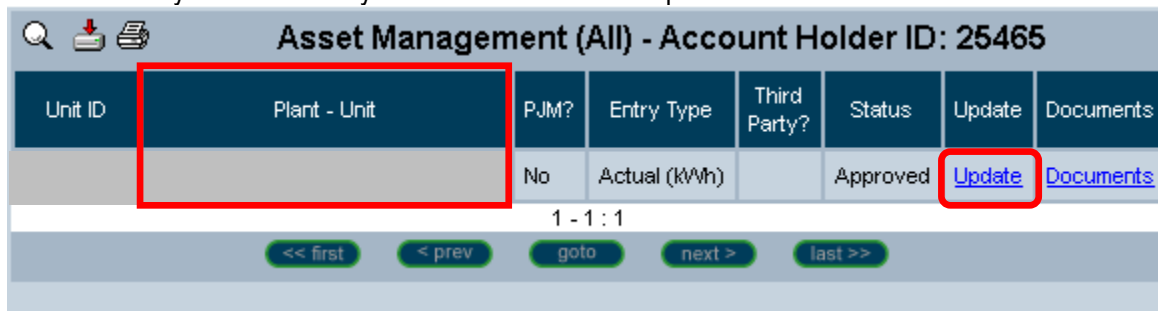 Asset Management (All) - Account Holder ID: 25465
Unit ID Plant - Unit PJM? Entry Type Third Party? Status Update Documents
No Actual (kWh) Approved Update Documents
1 - 1 : 1
<< first < prev goto next > last >>